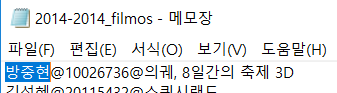 2014-2014_filmos - 메모장
파일(F) 편집(E) 서식(O) 보기(V) 도움말(H)
방중현@10026736@의궤, 8일간의 축제 3D